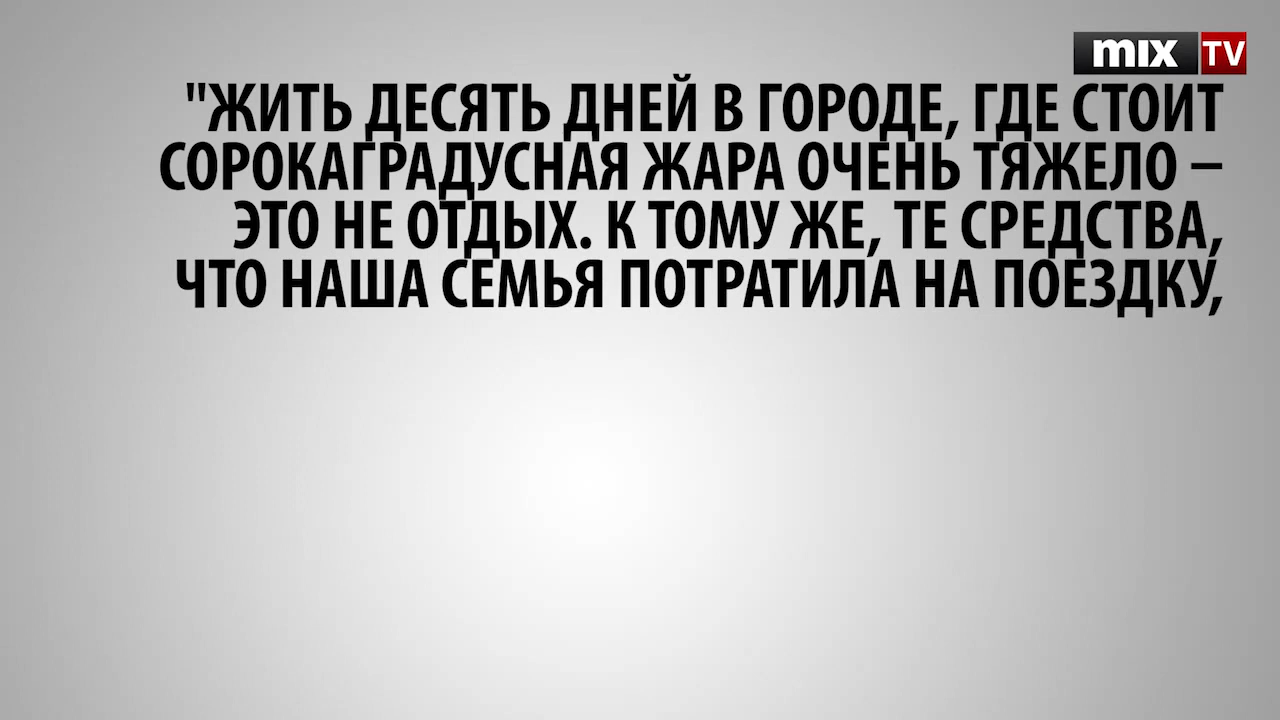 mix TV
"ЖИТЬ ДЕСЯТЬ ДНЕЙ В ГОРОДЕ, ГДЕ СТОИТ
СОРОКАГРАДУСНАЯ ЖАРА ОЧЕНЬ ТЯЖЕЛО –
ЭТО НЕ ОТДЫХ. К ТОМУ ЖЕ, ТЕ СРЕДСТВА,
ЧТО НАША СЕМЬЯ ПОТРАТИЛА НА ПОЕЗДКУ,